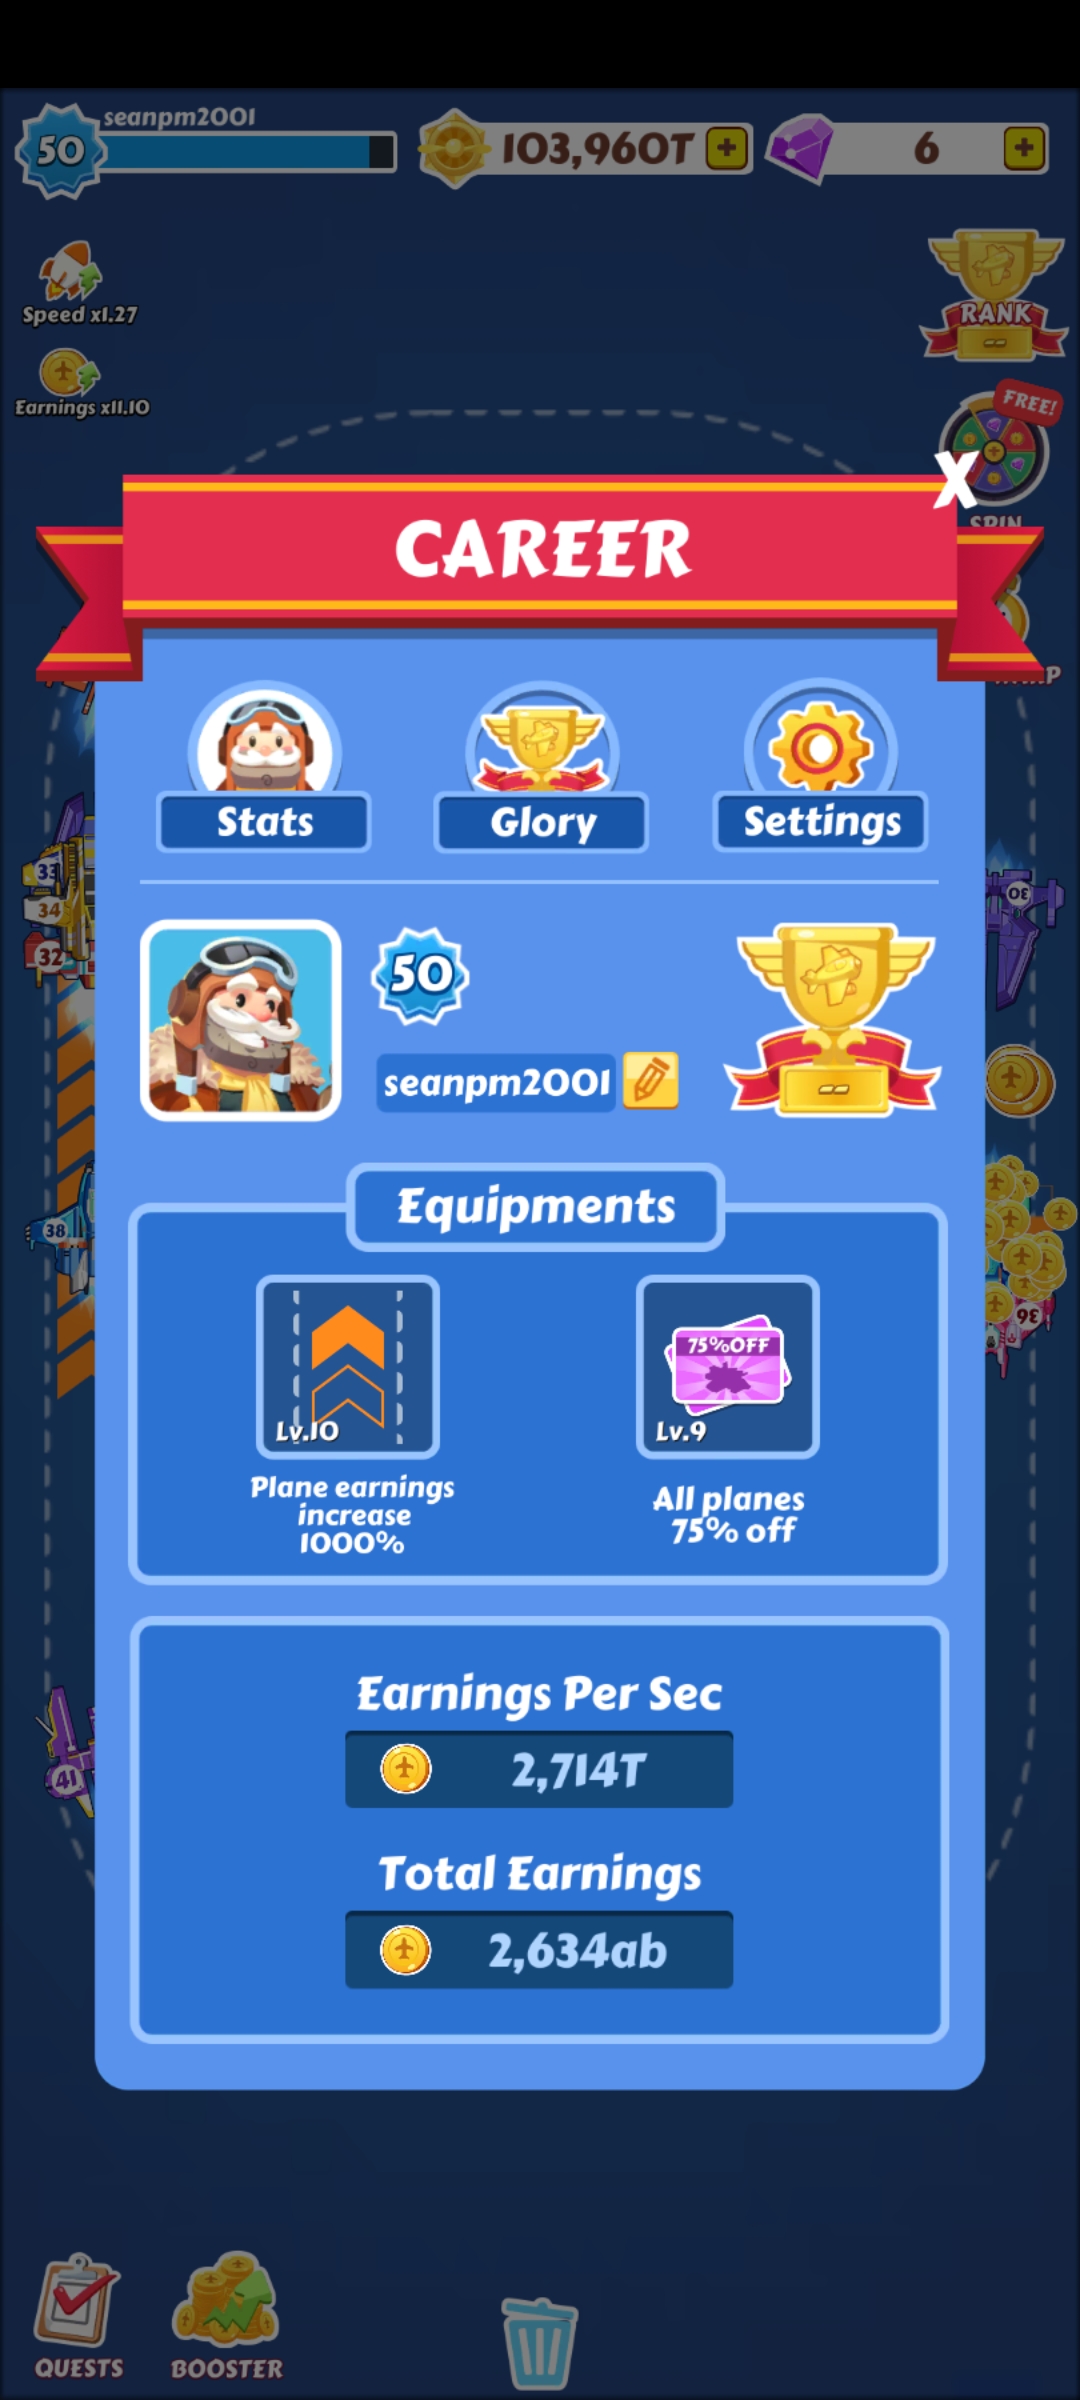 seanpm2001
50
103,960T
6
Speed x1.27
Earnings x11.10
RANK
--
FREE!
SPIN
X
CAREER
Stats
Glory
Settings
33
34
32
30
50
seanpm2001
--
38
36
Equipments
75%OFF
Lv.10
Lv.9
Plane earnings
increase
1000%
All planes
75% off
Earnings Per Sec
2,714T
41
Total Earnings
2,634ab
QUESTS
BOOSTER